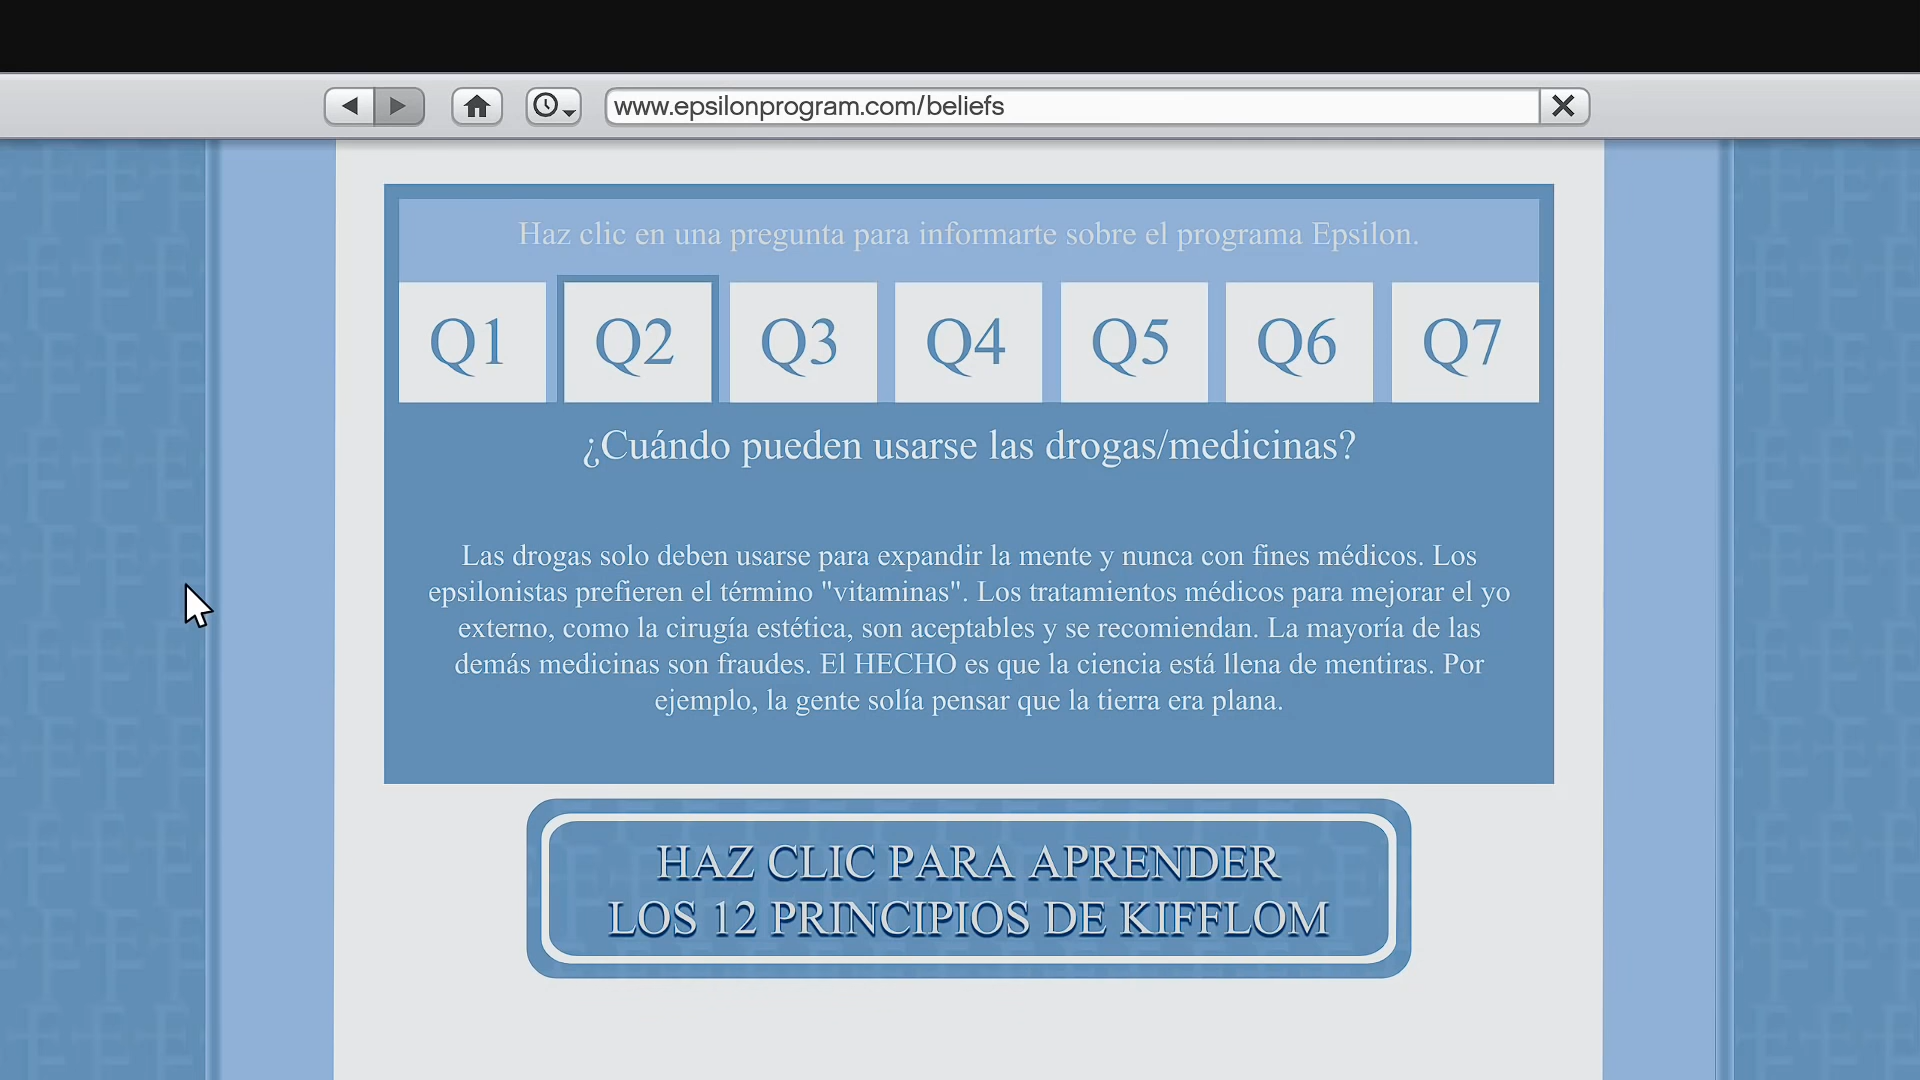 www.epsilonprogram.com/beliefs
Haz clic en una pregunta para informarte sobre el programa Epsilon.
Q1 Q2 Q3 Q4 Q5 Q6 Q7
¿Cuándo pueden usarse las drogas/medicinas?
Las drogas solo deben usarse para expandir la mente y nunca con fines médicos. Los
epsilonistas prefieren el término "vitaminas". Los tratamientos médicos para mejorar el yo
externo, como la cirugía estética, son aceptables y se recomiendan. La mayoría de las
demás medicinas son fraudes. El HECHO es que la ciencia está llena de mentiras. Por
ejemplo, la gente solía pensar que la tierra era plana.
HAZ CLIC PARA APRENDER
LOS 12 PRINCIPIOS DE KIFFLOM